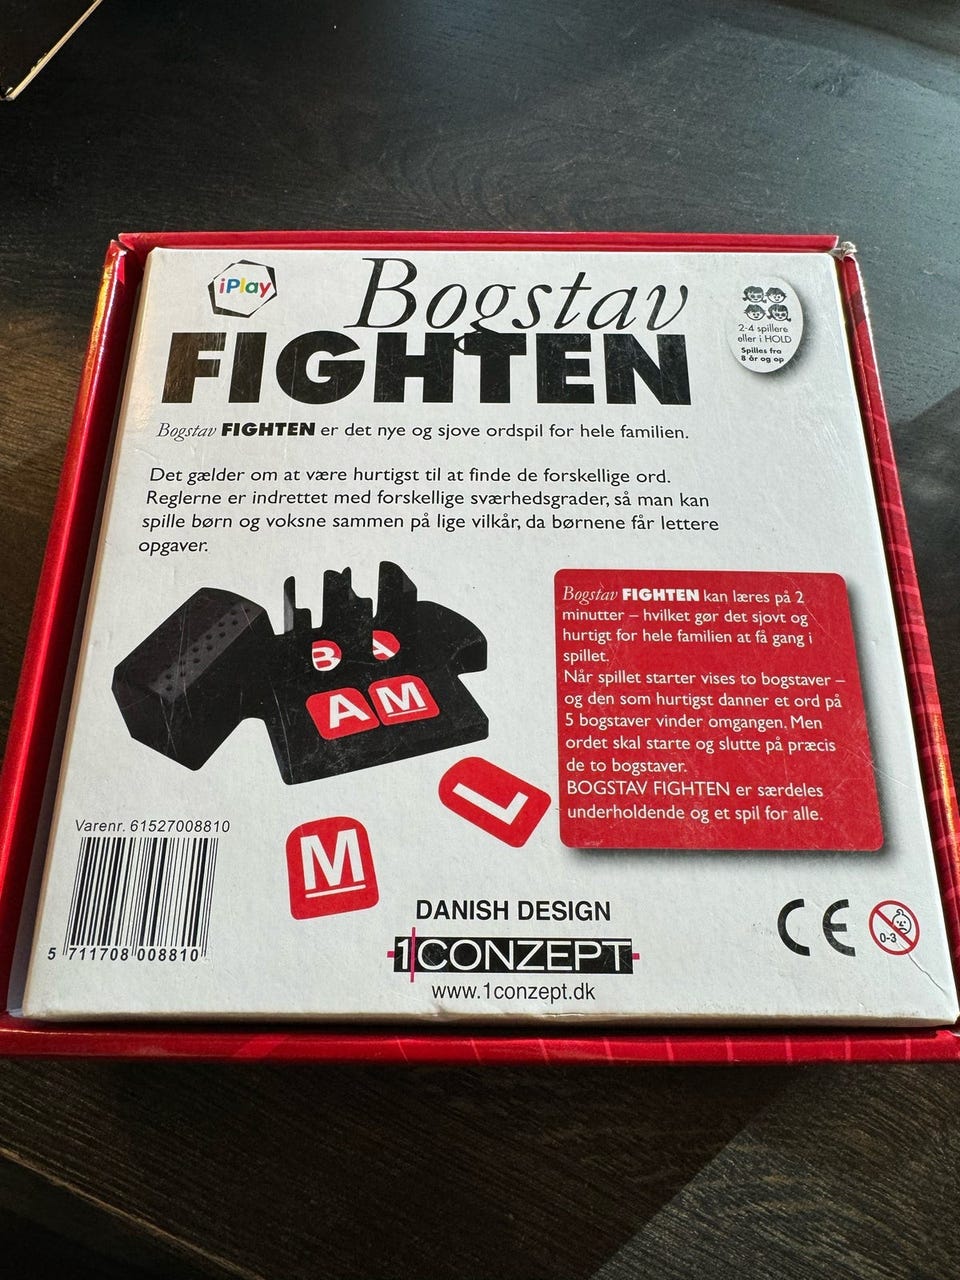 iPlay
Bogstav
FIGHTEN
2-4 spillere
eller i HOLD
Spilles fra
8 år og op
Bogstav FIGHTEN er det nye og sjove ordspil for hele familien.
Det gælder om at være hurtigst til at finde de forskellige ord.
Reglerne er indrettet med forskellige sværhedsgrader, så man kan
spille børn og voksne sammen på lige vilkår, da børnene får lettere
opgaver.
Bogstav FIGHTEN kan læres på 2
minutter – hvilket gør det sjovt og
hurtigt for hele familien at få gang i
spillet.
Når spillet starter vises to bogstaver –
og den som hurtigst danner et ord på
5 bogstaver vinder omgangen. Men
ordet skal starte og slutte på præcis
de to bogstaver.
BOGSTAV FIGHTEN er særdeles
underholdende og et spil for alle.
B A
A M
L
M
Varenr. 61527008810
5 711708 008810
DANISH DESIGN
1CONZEPT
www.1conzept.dk
CE
0-3